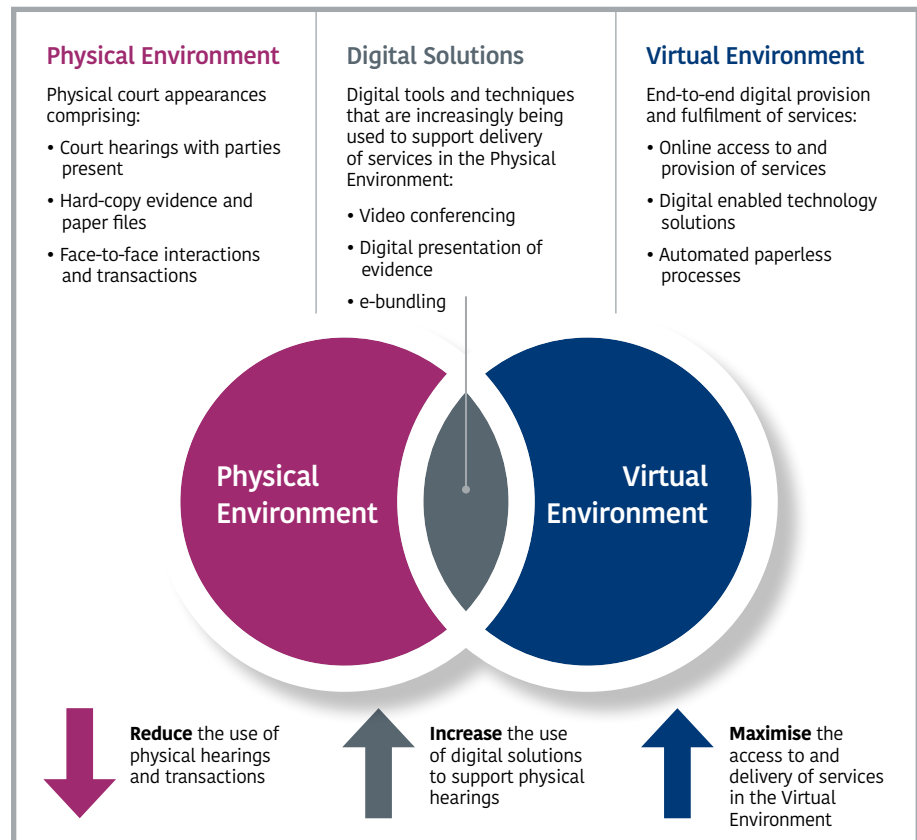 Physical Environment
Physical court appearances
comprising:
• Court hearings with parties
present
• Hard-copy evidence and
paper files
• Face-to-face interactions
and transactions
Digital Solutions
Digital tools and techniques
that are increasingly being
used to support delivery
of services in the Physical
Environment:
• Video conferencing
• Digital presentation of
evidence
• e-bundling
Virtual Environment
End-to-end digital provision
and fulfilment of services:
• Online access to and
provision of services
• Digital enabled technology
solutions
• Automated paperless
processes
Physical
Environment
Virtual
Environment
Reduce the use of
physical hearings
and transactions
Increase the use
of digital solutions
to support physical
hearings
Maximise the
access to and
delivery of services
in the Virtual
Environment